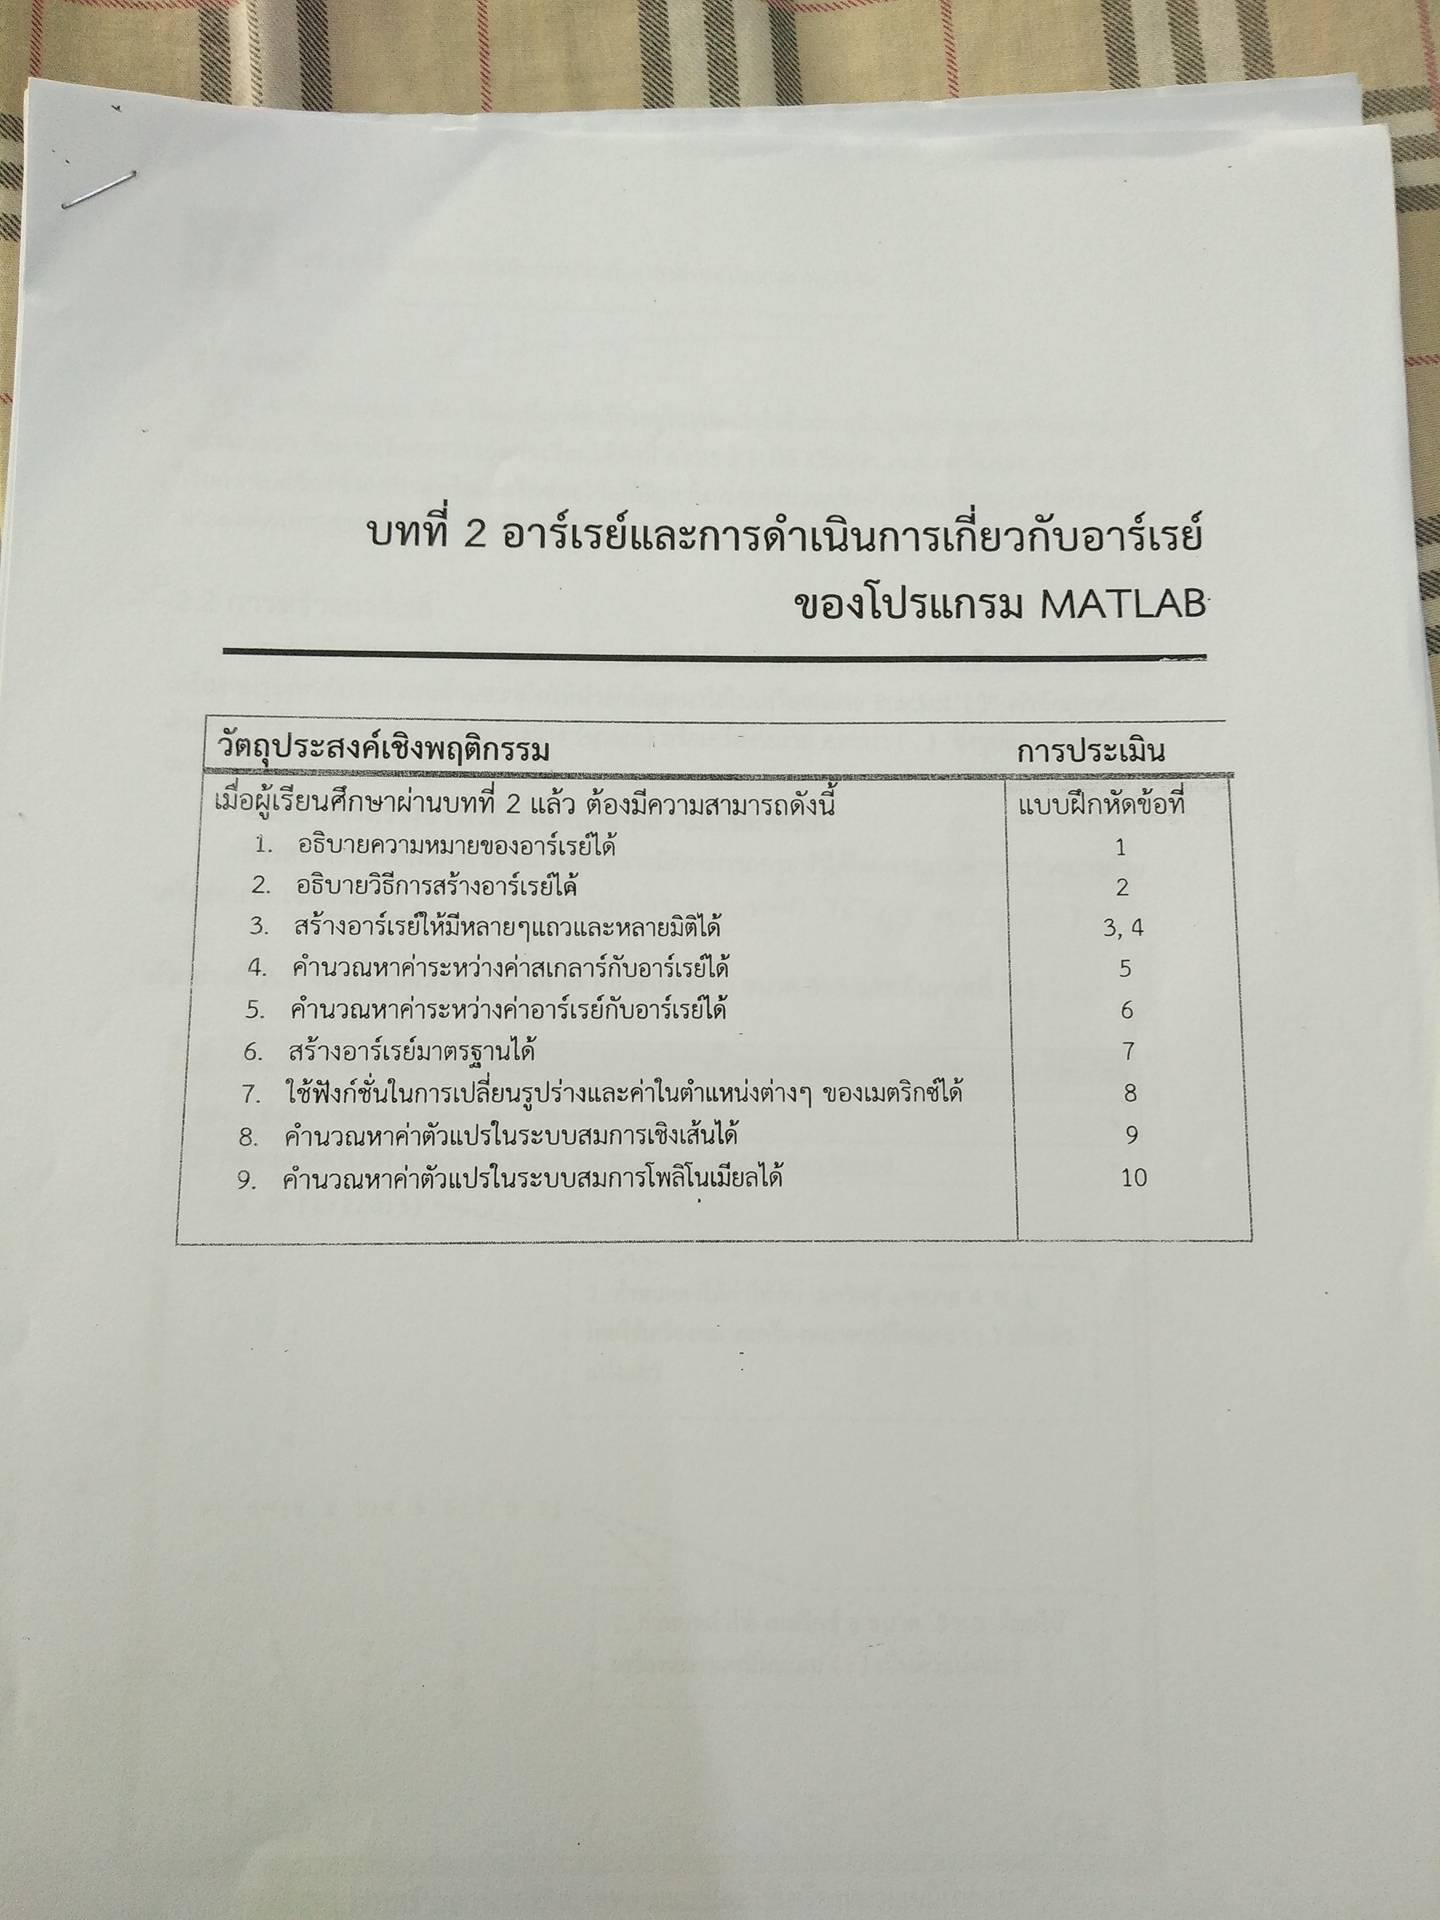 บทที่ 2 อาร์เรย์และการดำเนินการเกี่ยวกับอาร์เรย์
ของโปรแกรม MATLAB
วัตถุประสงค์เชิงพฤติกรรม การประเมิน
เมื่อผู้เรียนศึกษาผ่านบทที่ 2 แล้ว ต้องมีความสามารถดังนี้ แบบฝึกหัดข้อที่
1. อธิบายความหมายของอาร์เรย์ได้ 1
2. อธิบายวิธีการสร้างอาร์เรย์ได้ 2
3. สร้างอาร์เรย์ให้มีหลายๆแถวและหลายมิติได้ 3, 4
4. คำนวณหาค่าระหว่างค่าสเกลาร์กับอาร์เรย์ได้ 5
5. คำนวณหาค่าระหว่างค่าอาร์เรย์กับอาร์เรย์ได้ 6
6. สร้างอาร์เรย์มาตรฐานได้ 7
7. ใช้ฟังก์ชั่นในการเปลี่ยนรูปร่างและค่าในตำแหน่งต่างๆ ของเมตริกซ์ได้ 8
8. คำนวณหาค่าตัวแปรในระบบสมการเชิงเส้นได้ 9
9. คำนวณหาค่าตัวแปรในระบบสมการโพลิโนเมียลได้ 10